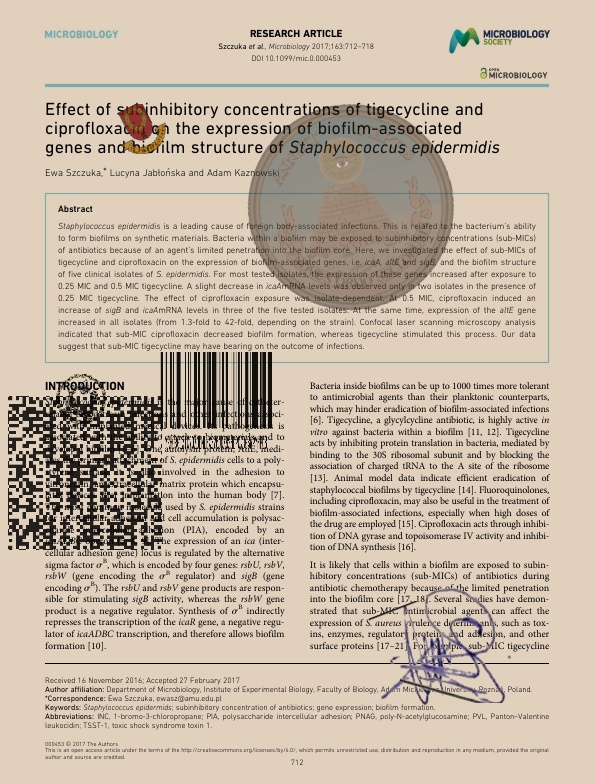 MICROBIOLOGY
RESEARCH ARTICLE
Szczuka et al., Microbiology 2017;163:712–718
DOI 10.1099/mic.0.000453
MICROBIOLOGY
SOCIETY
OPEN
MICROBIOLOGY
Effect of subinhibitory concentrations of tigecycline and
ciprofloxacin on the expression of biofilm-associated
genes and biofilm structure of Staphylococcus epidermidis
Ewa Szczuka,* Lucyna Jabłońska and Adam Kaznowski
Abstract
Staphylococcus epidermidis is a leading cause of foreign body-associated infections. This is related to the bacterium's ability
to form biofilms on synthetic materials. Bacteria within a biofilm may be exposed to subinhibitory concentrations (sub-MICs)
of antibiotics because of an agent's limited penetration into the biofilm core. Here, we investigated the effect of sub-MICs of
tigecycline and ciprofloxacin on the expression of biofilm-associated genes, i.e. icaA, altE and sigB, and the biofilm structure
of five clinical isolates of S. epidermidis. For most tested isolates, the expression of these genes increased after exposure to
0.25 MIC and 0.5 MIC tigecycline. A slight decrease in icaAmRNA levels was observed only in two isolates in the presence of
0.25 MIC tigecycline. The effect of ciprofloxacin exposure was isolate-dependent. At 0.5 MIC, ciprofloxacin induced an
increase of sigB and icaAmRNA levels in three of the five tested isolates. At the same time, expression of the altE gene
increased in all isolates (from 1.3-fold to 42-fold, depending on the strain). Confocal laser scanning microscopy analysis
indicated that sub-MIC ciprofloxacin decreased biofilm formation, whereas tigecycline stimulated this process. Our data
suggest that sub-MIC tigecycline may have bearing on the outcome of infections.
INTRODUCTION
the major cause of
and other infections
pathogen is
to biomaterials and to
the autolysin protein AtlE, medi-
of S. epidermidis cells to a poly-
involved in the adhesion to
matrix protein which encapsu-
into the human body [7].
used by S. epidermidis strains
for cell accumulation is polysac-
(PIA), encoded by an
The expression of an ica (inter-
cellular adhesion gene) locus is regulated by the alternative
sigma factor σB, which is encoded by four genes: rsbU, rsbV,
rsbW (gene encoding the σB regulator) and sigB (gene
encoding σB). The rsbU and rsbV gene products are respon-
sible for stimulating sigB activity, whereas the rsbW gene
product is a negative regulator. Synthesis of σB indirectly
represses the transcription of the icaR gene, a negative regu-
lator of icaADBC transcription, and therefore allows biofilm
formation [10].
Bacteria inside biofilms can be up to 1000 times more tolerant
to antimicrobial agents than their planktonic counterparts,
which may hinder eradication of biofilm-associated infections
[6]. Tigecycline, a glycylcycline antibiotic, is highly active in
vitro against bacteria within a biofilm [11, 12]. Tigecycline
acts by inhibiting protein translation in bacteria, mediated by
binding to the 30S ribosomal subunit and by blocking the
association of charged tRNA to the A site of the ribosome
[13]. Animal model data indicate efficient eradication of
staphylococcal biofilms by tigecycline [14]. Fluoroquinolones,
including ciprofloxacin, may also be useful in the treatment of
biofilm-associated infections, especially when high doses of
the drug are employed [15]. Ciprofloxacin acts through inhibi-
tion of DNA gyrase and topoisomerase IV activity and inhibi-
tion of DNA synthesis [16].
It is likely that cells within a biofilm are exposed to subin-
hibitory concentrations (sub-MICs) of antibiotics during
antibiotic chemotherapy because of the limited penetration
into the biofilm core [17, 18]. Several studies have demon-
strated that sub-MIC antimicrobial agents can affect the
expression of S. aureus virulence determinants, such as tox-
ins, enzymes, regulatory proteins and adhesion, and other
surface proteins [17–21]. For example, sub-MIC tigecycline
Received 16 November 2016; Accepted 27 February 2017
Author affiliation: Department of Microbiology, Institute of Experimental Biology, Faculty of Biology, Adam Mickiewicz University, Poznań, Poland.
*Correspondence: Ewa Szczuka, ewasz@amu.edu.pl
Keywords: Staphylococcus epidermidis; subinhibitory concentration of antibiotics; gene expression; biofilm formation.
Abbreviations: INC, 1-bromo-3-chloropropane; PIA, polysaccharide intercellular adhesion; PNAG, poly-N-acetylglucosamine; PVL, Panton–Valentine
leukocidin; TSST-1, toxic shock syndrome toxin 1.
000453 © 2017 The Authors
This is an open access article under the terms of the http://creativecommons.org/licenses/by/4.0/, which permits unrestricted use, distribution and reproduction in any medium, provided the original
author and source are credited.
712